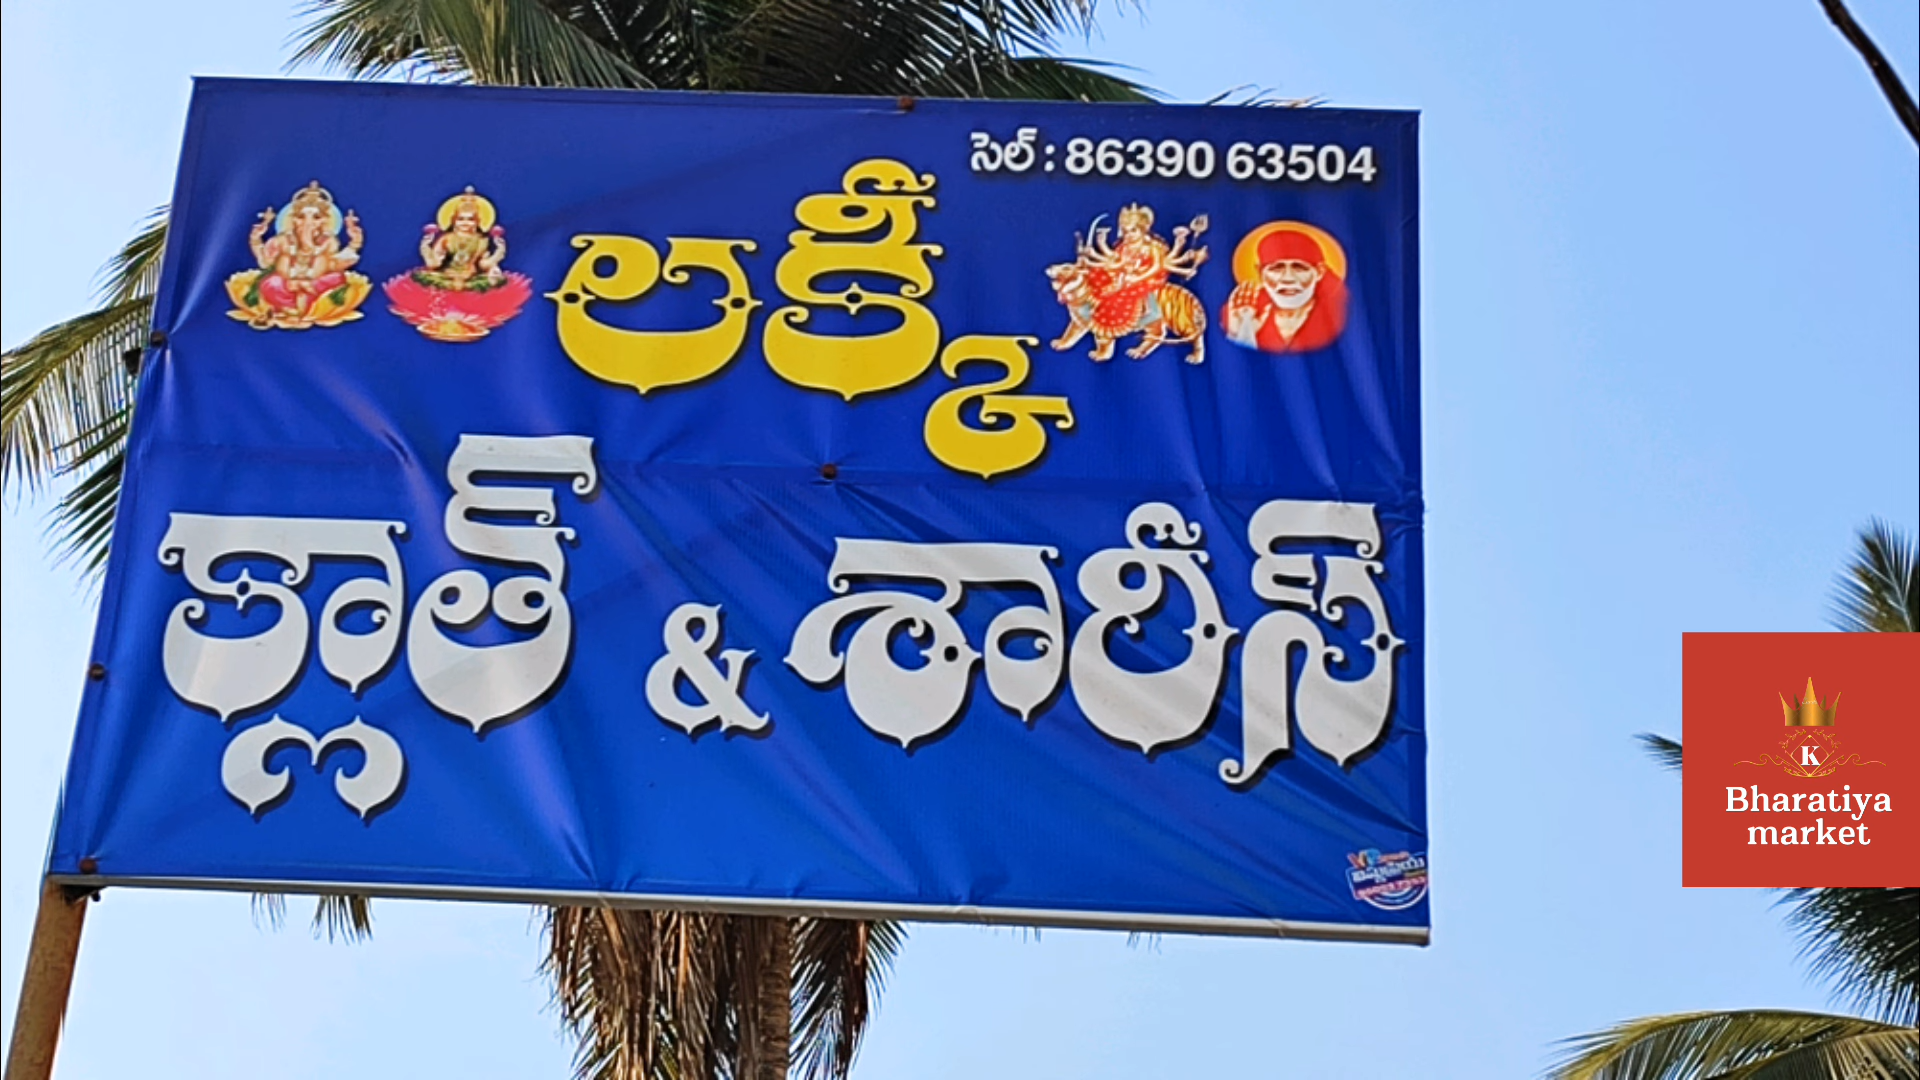 సెల్ : 86390 63504
లక్కీ
క్లాత్ & శారీస్
K
Bharatiya
market